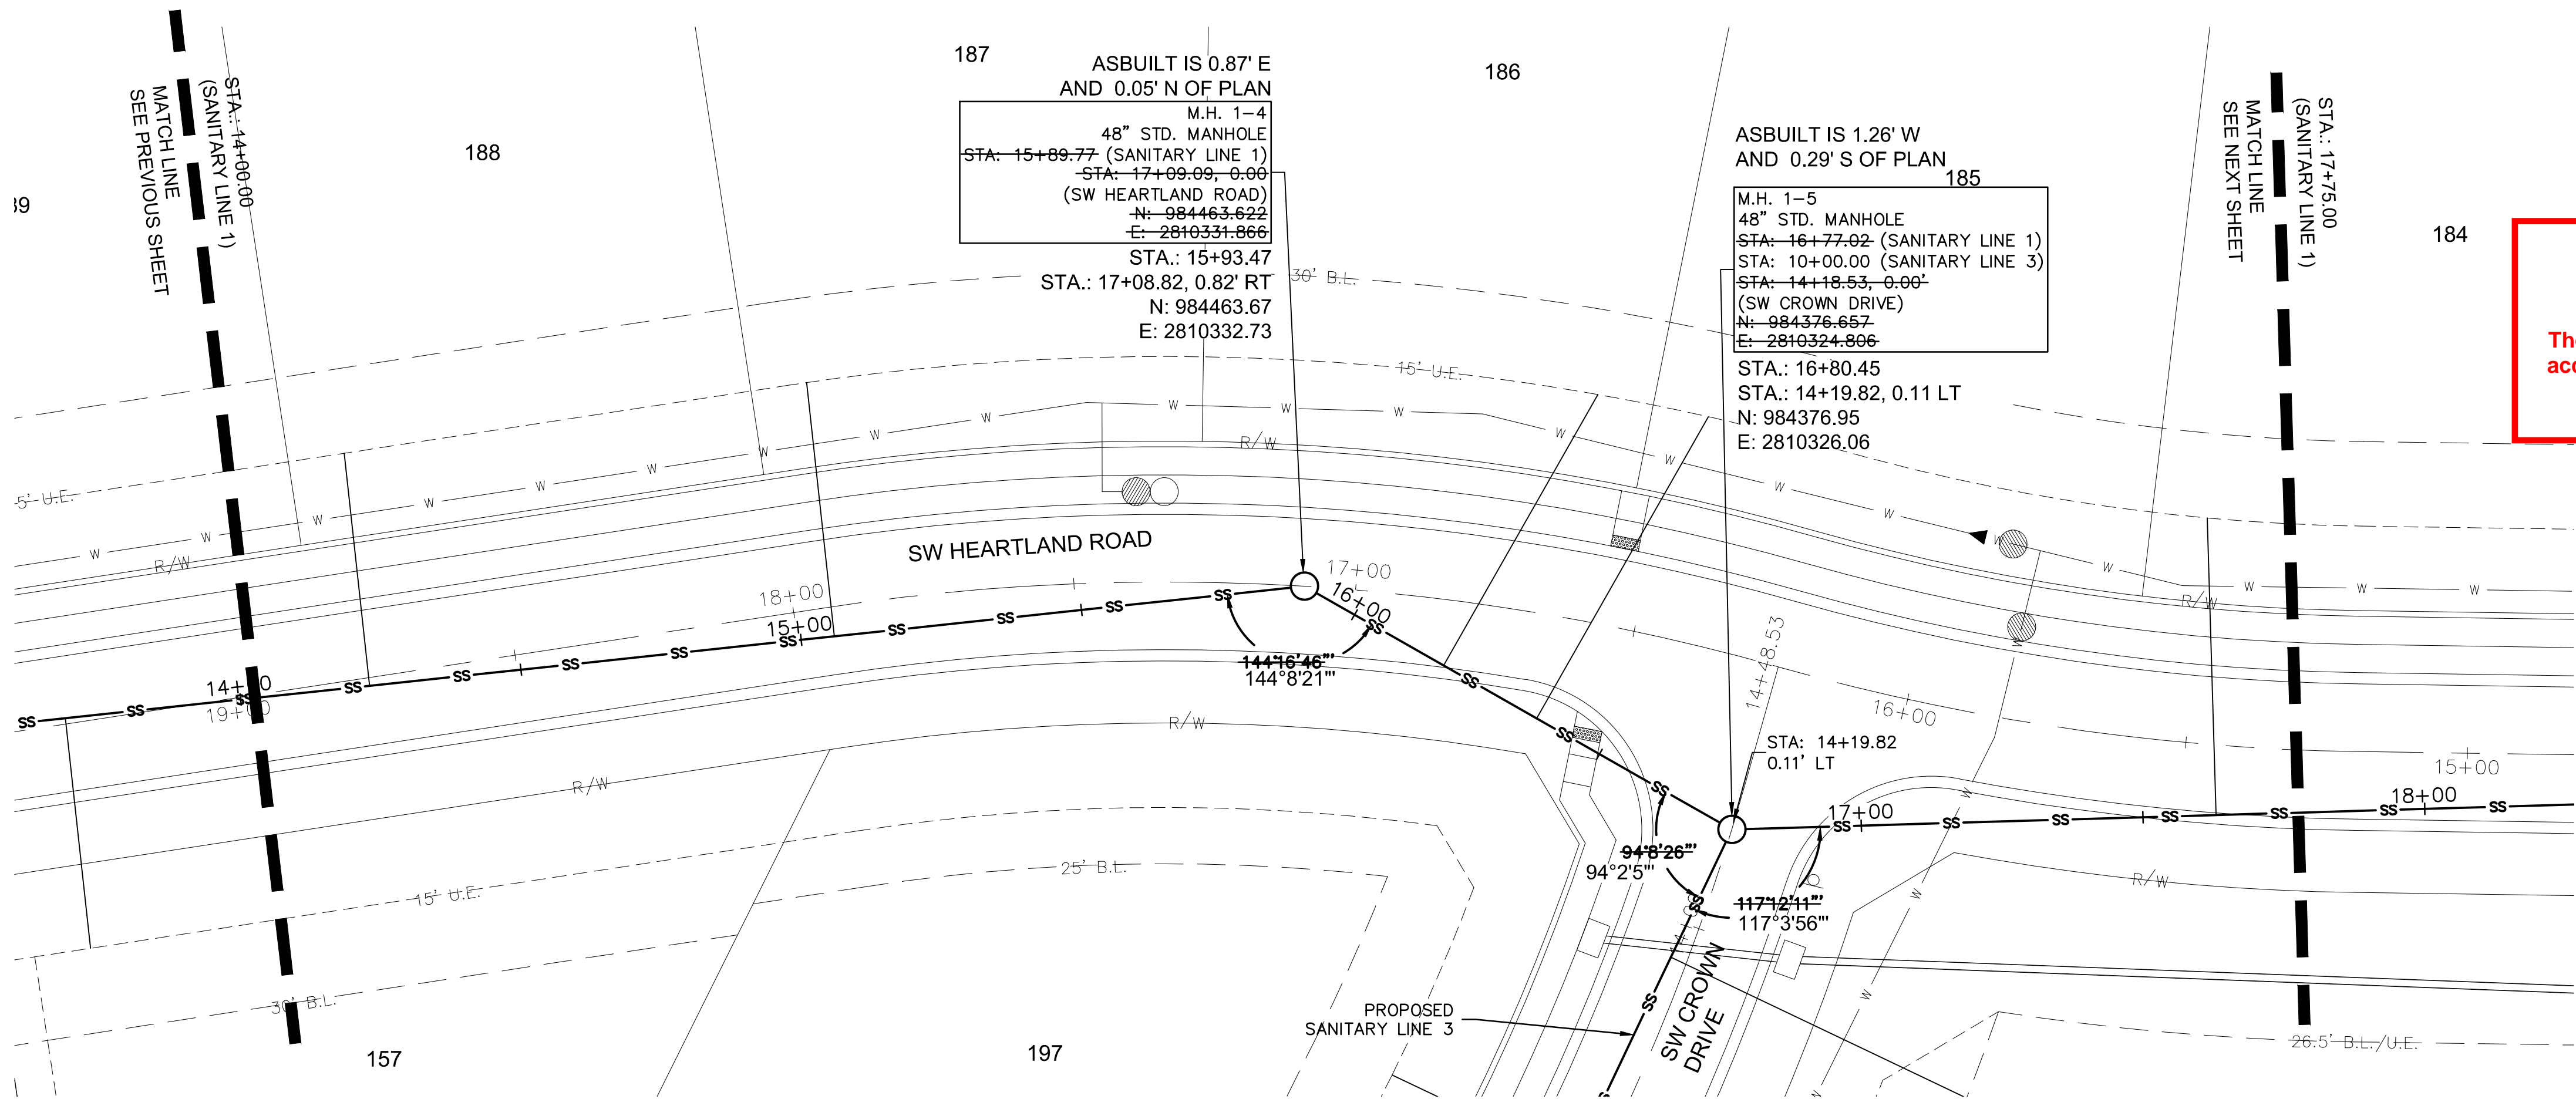 STA.: 14+00.00
(SANITARY LINE 1)
MATCH LINE
SEE PREVIOUS SHEET
188
187
ASBUILT IS 0.87' E
AND 0.05' N OF PLAN
M.H. 1-4
48" STD. MANHOLE
STA: 15+89.77 (SANITARY LINE 1)
STA: 17+09.09, 0.00
(SW HEARTLAND ROAD)
N: 984463.622
E: 2810331.866
STA.: 15+93.47
STA.: 17+08.82, 0.82' RT
N: 984463.67
E: 2810332.73
186
ASBUILT IS 1.26' W
AND 0.29' S OF PLAN
185
M.H. 1-5
48" STD. MANHOLE
STA: 16+77.02 (SANITARY LINE 1)
STA: 10+00.00 (SANITARY LINE 3)
STA: 14+18.53, 0.00'
(SW CROWN DRIVE)
N: 984376.657
E: 2810324.806
STA.: 16+80.45
STA.: 14+19.82, 0.11 LT
N: 984376.95
E: 2810326.06
STA.: 17+75.00
(SANITARY LINE 1)
MATCH LINE
SEE NEXT SHEET
184
30' B.L.
15' U.E.
5' U.E.
R/W
R/W
R/W
SW HEARTLAND ROAD
18+00
15+00
17+00
16+00
14+00
19+00
144°16'46"'
144°8'21"'
14+48.53
16+00
STA: 14+19.82
0.11' LT
15+00
17+00
18+00
R/W
R/W
R/W
94°8'26"'
94°2'5"'
117°12'11"'
117°3'56"'
15' U.E.
25' B.L.
30' B.L.
PROPOSED
SANITARY LINE 3
SW CROWN
DRIVE
26.5' B.L./U.E.
157
197